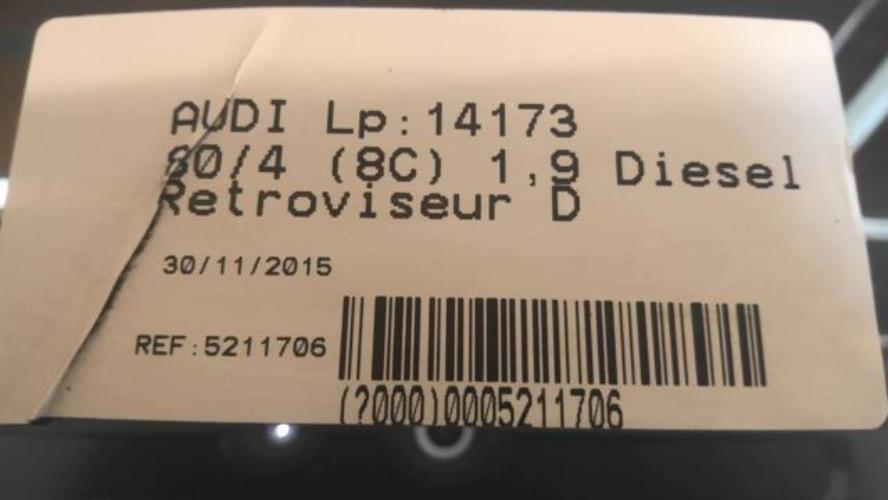 AUDI Lp:14173
80/4 (8C) 1,9 Diesel
Retroviseur D
30/11/2015
REF:5211706
(?000)0005211706